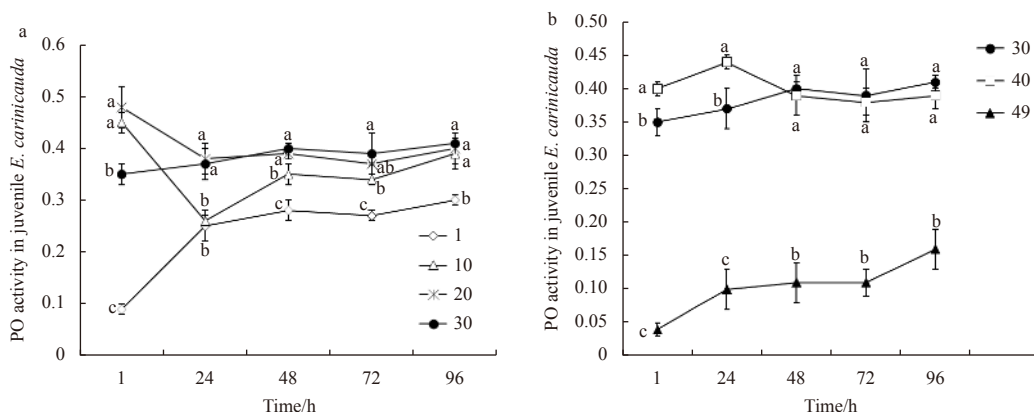 a
PO activity in juvenile E. carinicauda
0.6
0.5
0.4
0.3
0.2
0.1
0
1 24 48 72 96
Time/h
1
10
20
30
a
a
b
c
a
a
b
b
a
b
c
a
ab
b
c
a
a
b
b
PO activity in juvenile E. carinicauda
0.50
0.45
0.40
0.35
0.30
0.25
0.20
0.15
0.10
0.05
0.00
1 24 48 72 96
Time/h
30
40
49
a
b
c
a
b
c
a
a
b
a
a
b
a
a
b